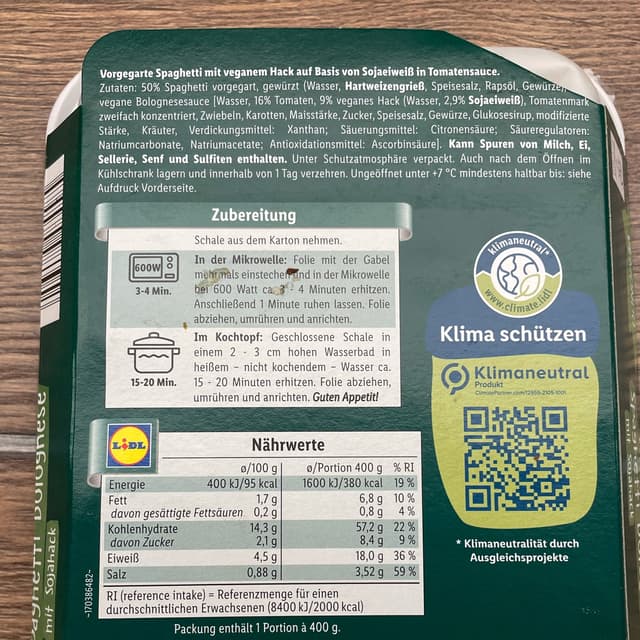 Vorgegarte Spaghetti mit veganem Hack auf Basis von Sojaeiweiß in Tomatensauce.
Zutaten: 50% Spaghetti vorgegart, gewürzt (Wasser, Hartweizengrieß, Speisesalz, Rapsöl, Gewürze),
vegane Bolognesesauce [Wasser, 16% Tomaten, 9% veganes Hack (Wasser, 2,9% Sojaeiweiß), Tomatenmark
zweifach konzentriert, Zwiebeln, Karotten, Maisstärke, Zucker, Speisesalz, Gewürze, Glukosesirup, modifizierte
Stärke, Kräuter, Verdickungsmittel: Xanthan; Säuerungsmittel: Citronensäure; Säureregulatoren:
Natriumcarbonate, Natriumacetate; Antioxidationsmittel: Ascorbinsäure]. Kann Spuren von Milch, Ei,
Sellerie, Senf und Sulfiten enthalten. Unter Schutzatmosphäre verpackt. Auch nach dem Öffnen im
Kühlschrank lagern und innerhalb von 1 Tag verzehren. Ungeöffnet unter +7 °C mindestens haltbar bis: siehe
Aufdruck Vorderseite.
Zubereitung
Schale aus dem Karton nehmen.
600W
3-4 Min.
In der Mikrowelle: Folie mit der Gabel
mehrmals einstechen und in der Mikrowelle
bei 600 Watt ca. 3 - 4 Minuten erhitzen.
Anschließend 1 Minute ruhen lassen. Folie
abziehen, umrühren und anrichten.
15-20 Min.
Im Kochtopf: Geschlossene Schale in
einem 2 - 3 cm hohen Wasserbad in
heißem – nicht kochendem – Wasser ca.
15 - 20 Minuten erhitzen. Folie abziehen,
umrühren und anrichten. Guten Appetit!
klimaneutral*
www.climate.lidl
Klima schützen
Klimaneutral
Produkt
ClimatePartner.com/12955-2105-1001
* Klimaneutralität durch
Ausgleichsprojekte
LIDL
Nährwerte
ø/100 g ø/Portion 400 g % RI
Energie 400 kJ/95 kcal 1600 kJ/380 kcal 19 %
Fett 1,7 g 6,8 g 10 %
davon gesättigte Fettsäuren 0,2 g 0,8 g 4 %
Kohlenhydrate 14,3 g 57,2 g 22 %
davon Zucker 2,1 g 8,4 g 9 %
Eiweiß 4,5 g 18,0 g 36 %
Salz 0,88 g 3,52 g 59 %
RI (reference intake) = Referenzmenge für einen
durchschnittlichen Erwachsenen (8400 kJ/2000 kcal)
Packung enthält 1 Portion à 400 g.
-170386482-
Bolognese
mit Sojahack